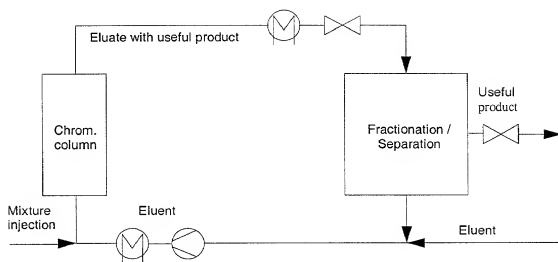 Eluate with useful product
Chrom.
column
Fractionation /
Separation
Useful
product
Mixture
injection
Eluent
Eluent